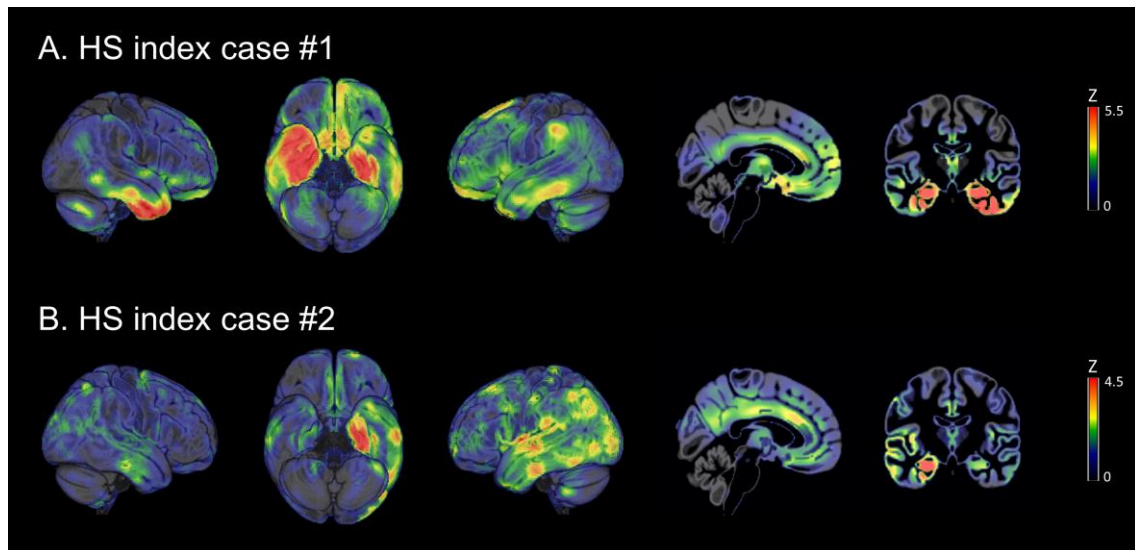 A. HS index case #1
Z
5.5
0
B. HS index case #2
Z
4.5
0